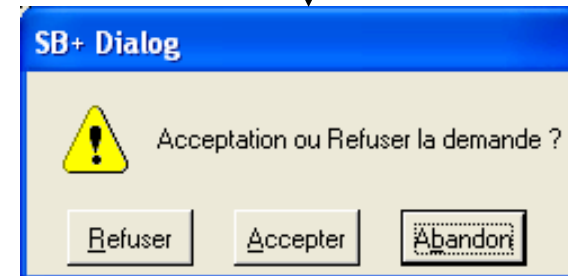 SB+ Dialog
Acceptation ou Refuser la demande ?
Refuser Accepter Abandon